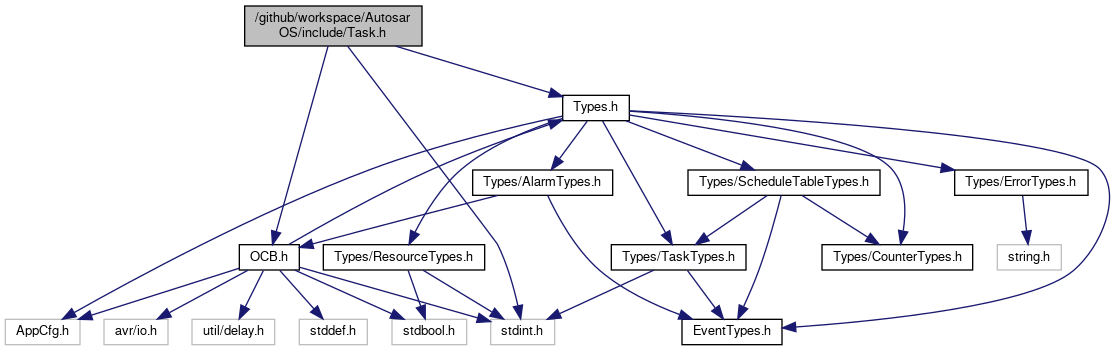 /github/workspace/Autosar
OS/include/Task.h
Types.h
Types/AlarmTypes.h
Types/ScheduleTableTypes.h
Types/ErrorTypes.h
OCB.h
Types/ResourceTypes.h
Types/TaskTypes.h
Types/CounterTypes.h
string.h
AppCfg.h
avr/io.h
util/delay.h
stddef.h
stdbool.h
stdint.h
EventTypes.h